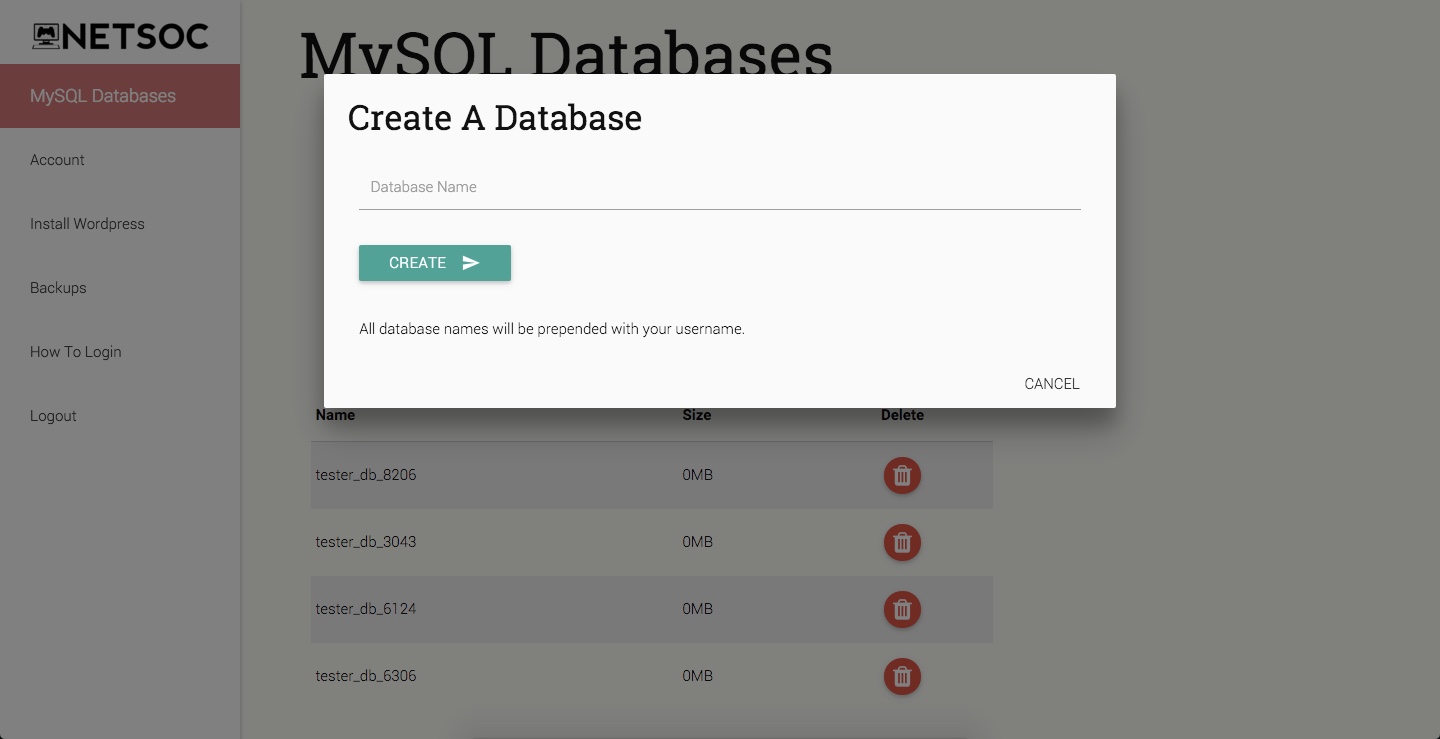 NETSOC
MySQL Databases
Account
Install Wordpress
Backups
How To Login
Logout
MySQL Databases
Create A Database
Database Name
CREATE
All database names will be prepended with your username.
CANCEL
Name Size Delete
tester_db_8206 0MB
tester_db_3043 0MB
tester_db_6124 0MB
tester_db_6306 0MB